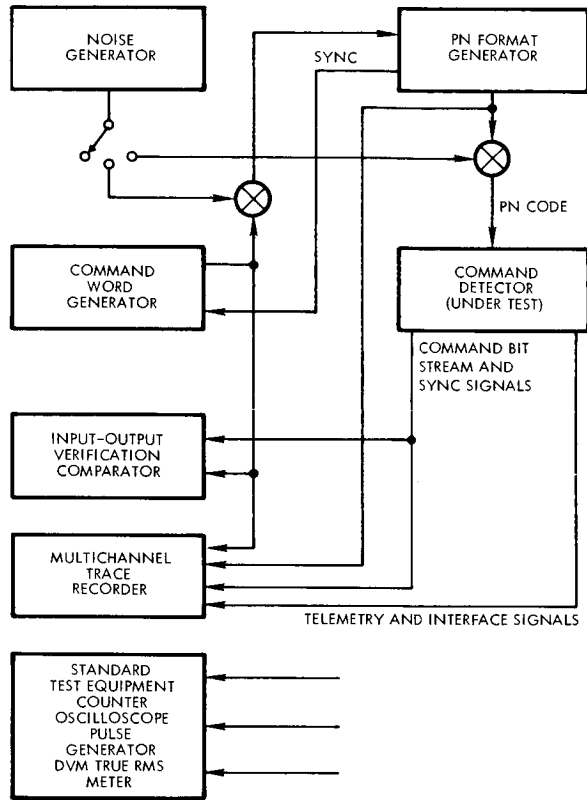 NOISE
GENERATOR
PN FORMAT
GENERATOR
SYNC
PN CODE
COMMAND
WORD
GENERATOR
COMMAND
DETECTOR
(UNDER TEST)
COMMAND BIT
STREAM AND
SYNC SIGNALS
INPUT-OUTPUT
VERIFICATION
COMPARATOR
MULTICHANNEL
TRACE
RECORDER
TELEMETRY AND INTERFACE SIGNALS
STANDARD
TEST EQUIPMENT
COUNTER
OSCILLOSCOPE
PULSE
GENERATOR
DVM TRUE RMS
METER